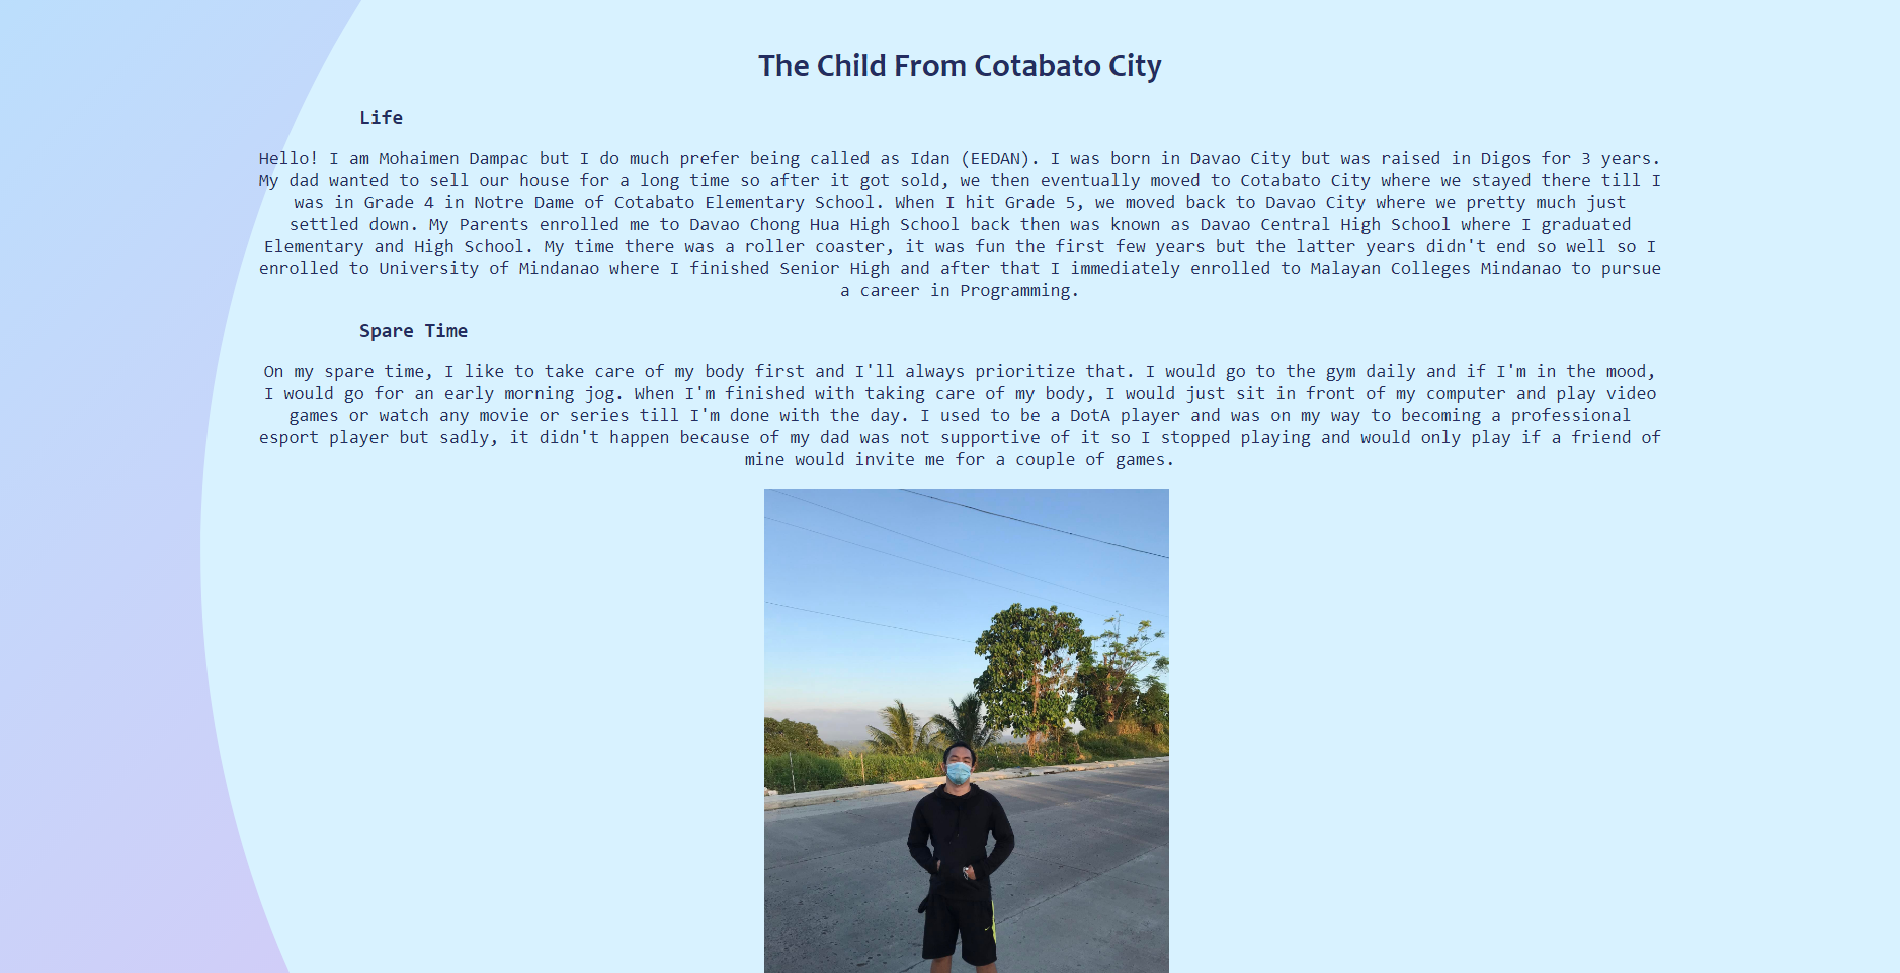 The Child From Cotabato City
Life
Hello! I am Mohaimen Dampac but I do much prefer being called as Idan (EEDAN). I was born in Davao City but was raised in Digos for 3 years.
My dad wanted to sell our house for a long time so after it got sold, we then eventually moved to Cotabato City where we stayed there till I
was in Grade 4 in Notre Dame of Cotabato Elementary School. When I hit Grade 5, we moved back to Davao City where we pretty much just
settled down. My Parents enrolled me to Davao Chong Hua High School back then was known as Davao Central High School where I graduated
Elementary and High School. My time there was a roller coaster, it was fun the first few years but the latter years didn't end so well so I
enrolled to University of Mindanao where I finished Senior High and after that I immediately enrolled to Malayan Colleges Mindanao to pursue
a career in Programming.
Spare Time
On my spare time, I like to take care of my body first and I'll always prioritize that. I would go to the gym daily and if I'm in the mood,
I would go for an early morning jog. When I'm finished with taking care of my body, I would just sit in front of my computer and play video
games or watch any movie or series till I'm done with the day. I used to be a DotA player and was on my way to becoming a professional
esport player but sadly, it didn't happen because of my dad was not supportive of it so I stopped playing and would only play if a friend of
mine would invite me for a couple of games.